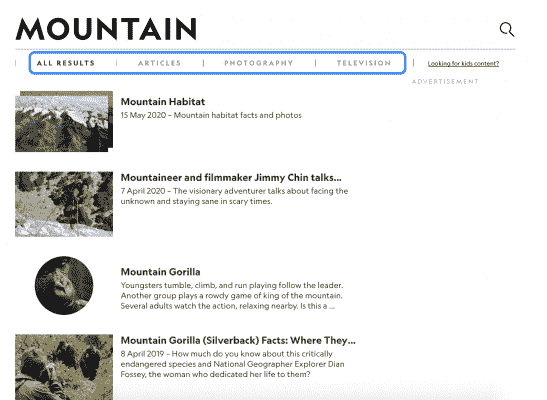 MOUNTAIN
ALL RESULTS
ARTICLES
PHOTOGRAPHY
TELEVISION
Looking for kids content?
ADVERTISEMENT
Mountain Habitat
15 May 2020 – Mountain habitat facts and photos
Mountaineer and filmmaker Jimmy Chin talks...
7 April 2020 – The visionary adventurer talks about facing the
unknown and staying sane in scary times.
Mountain Gorilla
Youngsters tumble, climb, and run playing follow the leader.
Another group plays a rowdy game of king of the mountain.
Several adults watch the action, relaxing nearby. Is this a ...
Mountain Gorilla (Silverback) Facts: Where They...
8 April 2019 – How much do you know about this critically
endangered species and National Geographer Explorer Dian
Fossey, the woman who dedicated her life to them?